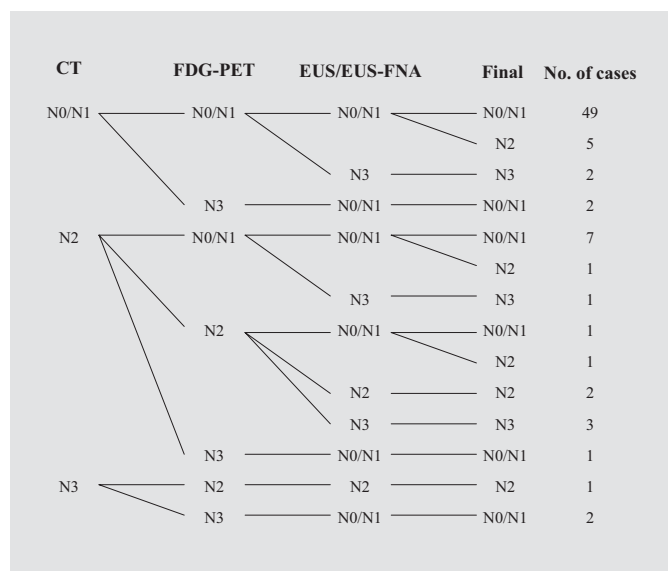 CT FDG-PET EUS/EUS-FNA Final No. of cases
N0/N1 N0/N1 N0/N1 N0/N1 49
N2 5
N3 N3 2
N3 N0/N1 N0/N1 2
N2 N0/N1 N0/N1 N0/N1 7
N2 1
N3 N3 1
N2 N0/N1 N0/N1 1
N2 1
N2 N2 2
N3 N3 3
N3 N0/N1 N0/N1 1
N3 N2 N2 N2 1
N3 N0/N1 N0/N1 2